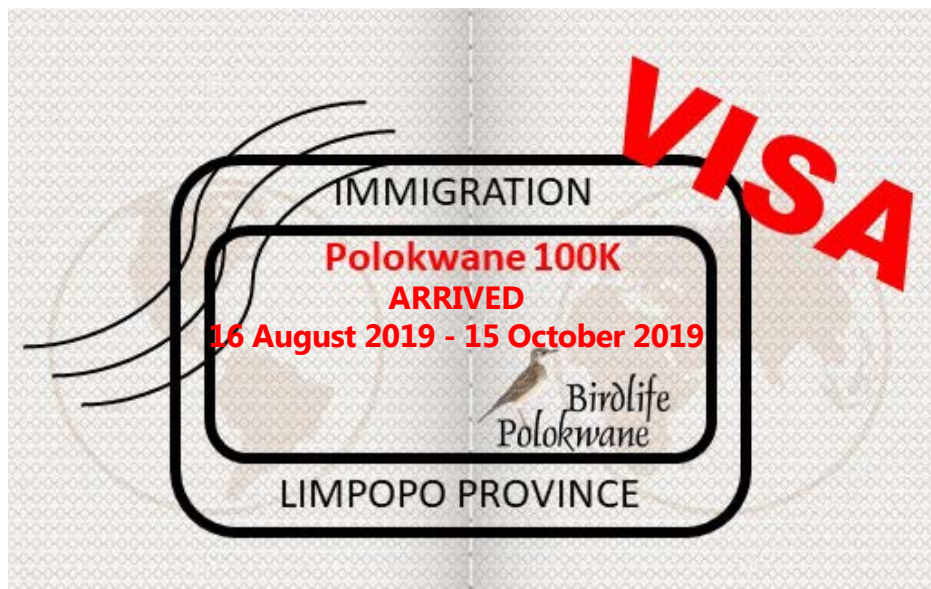 VISA
IMMIGRATION
Polokwane 100K
ARRIVED
16 August 2019 - 15 October 2019
Birdlife
Polokwane
LIMPOPO PROVINCE